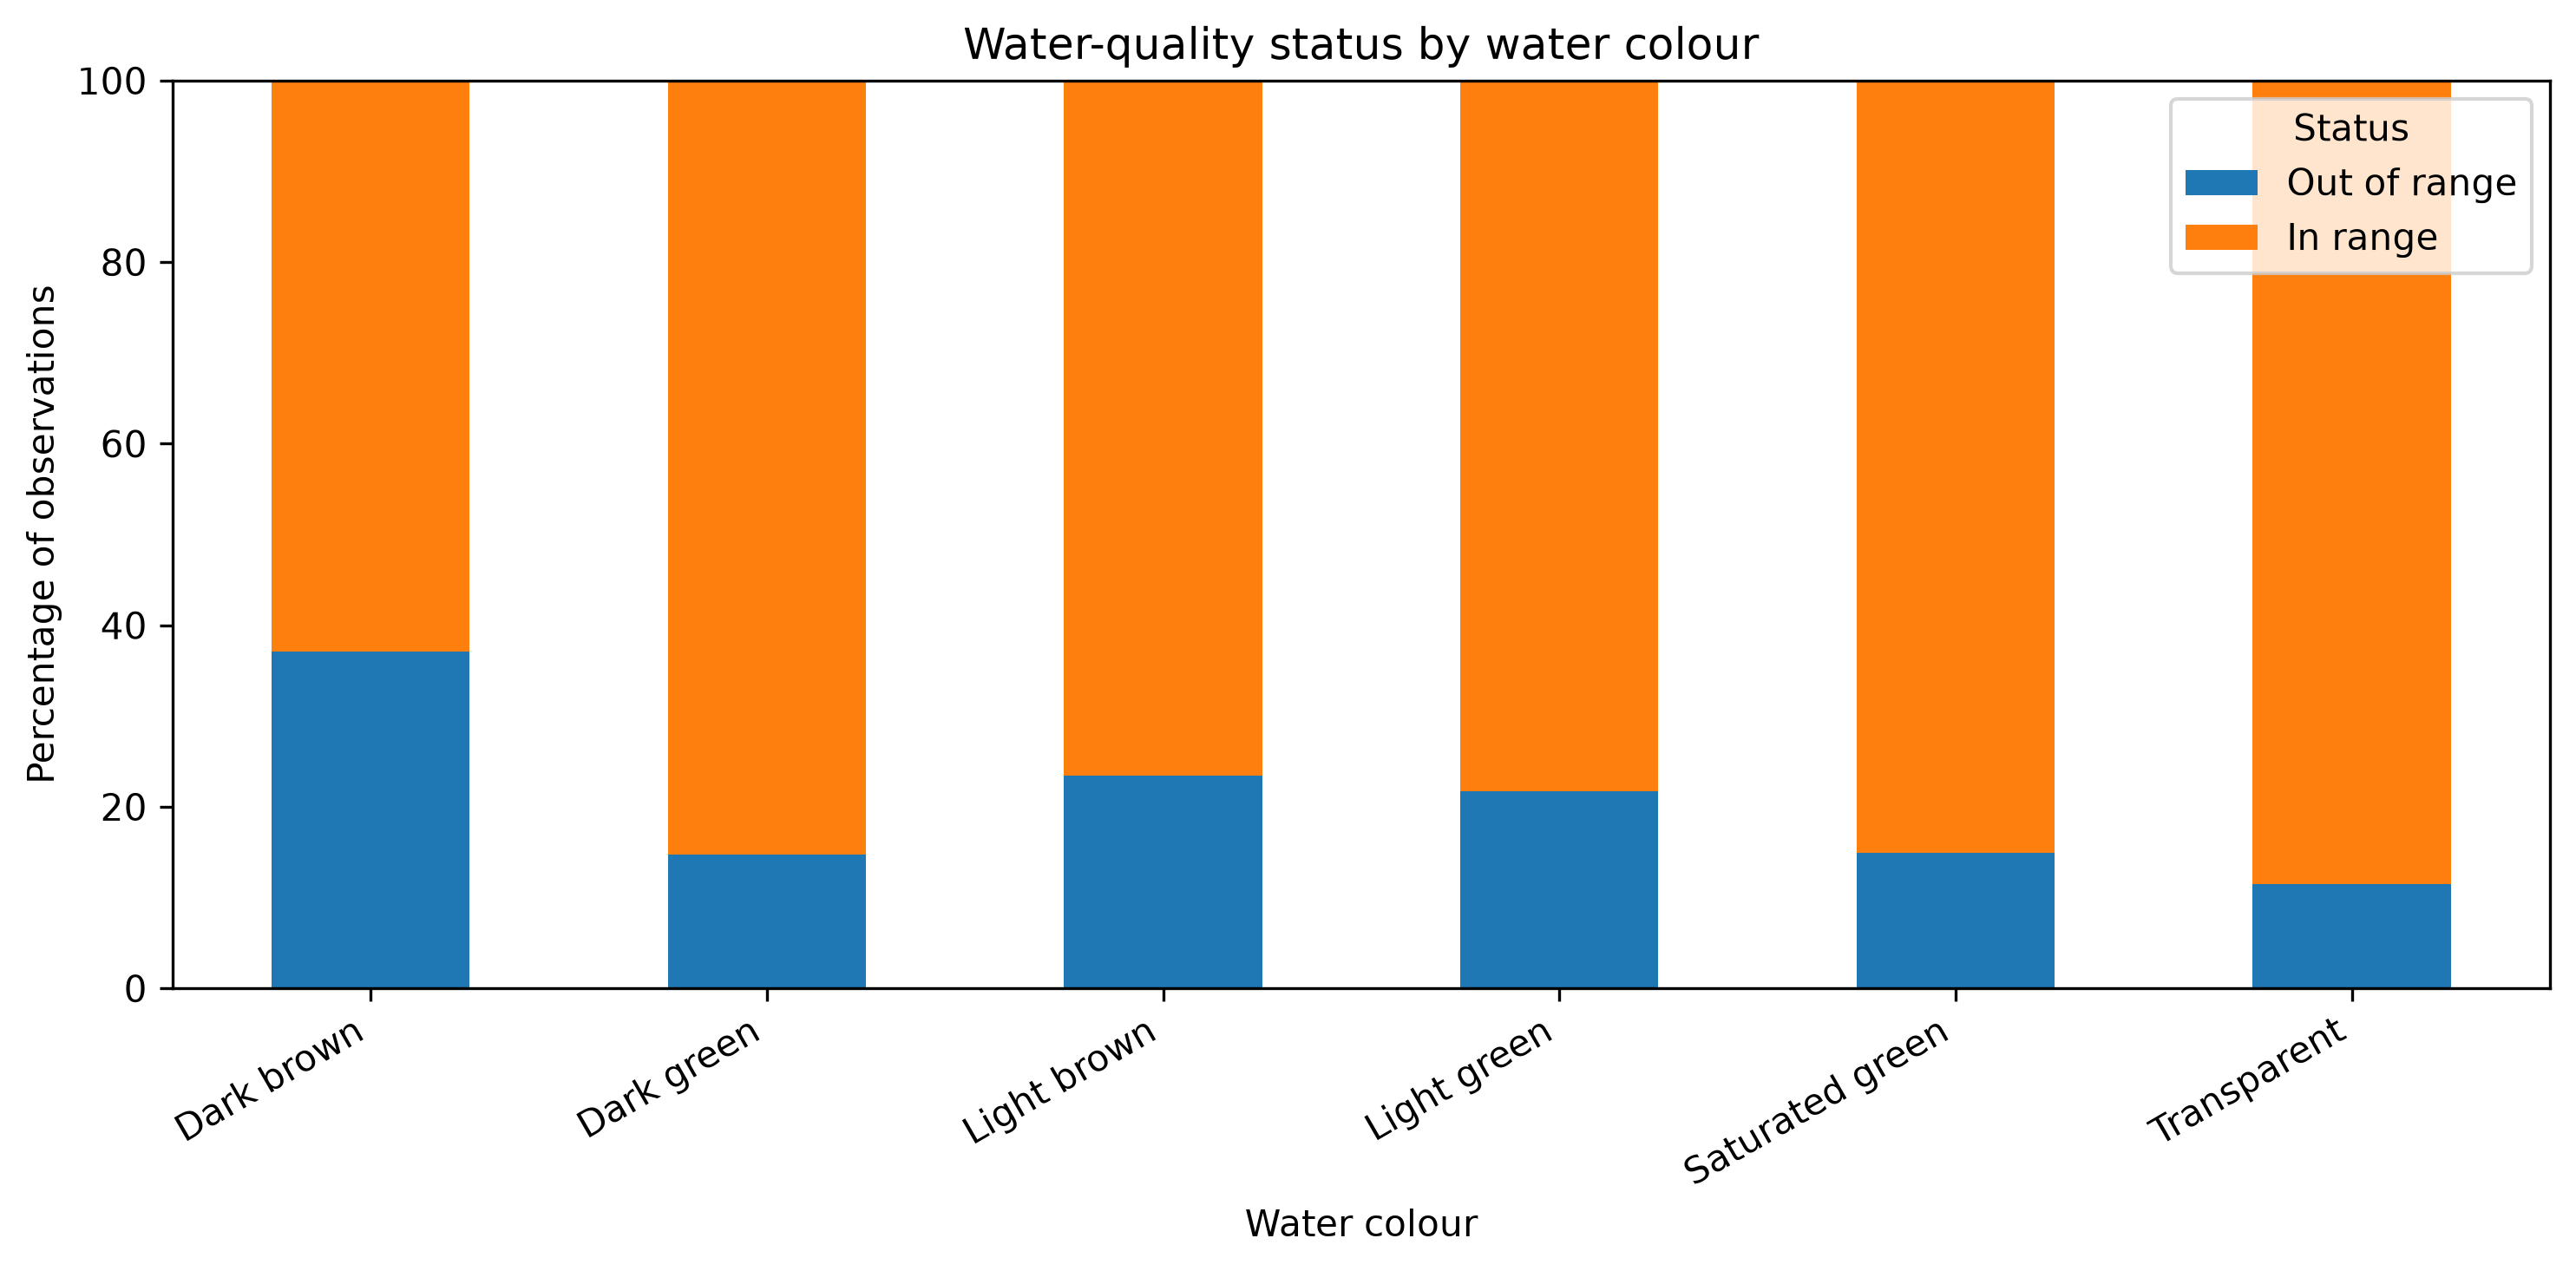 Water-quality status by water colour
Percentage of observations
100
80
60
40
20
0
Status
Out of range
In range
Dark brown
Dark green
Light brown
Light green
Saturated green
Transparent
Water colour